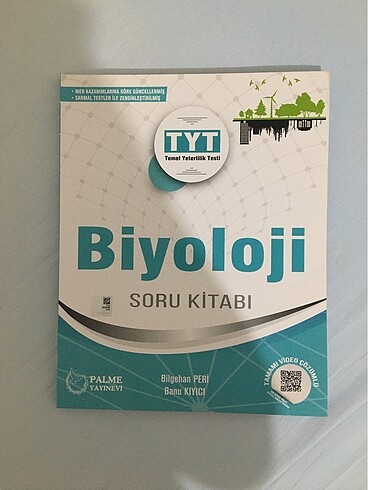 • MEB KAZANIMLARINA GÖRE GÜNCELLENMİŞ
• SARMAL TESTLER İLE ZENGİNLEŞTİRİLMİŞ
TYT
Temel Yeterlilik Testi
Biyoloji
SORU KİTABI
Bilgehan PERİ
Banu KIYICI
PALME
YAYINEVİ
TAMAMI VİDEO ÇÖZÜMLÜ